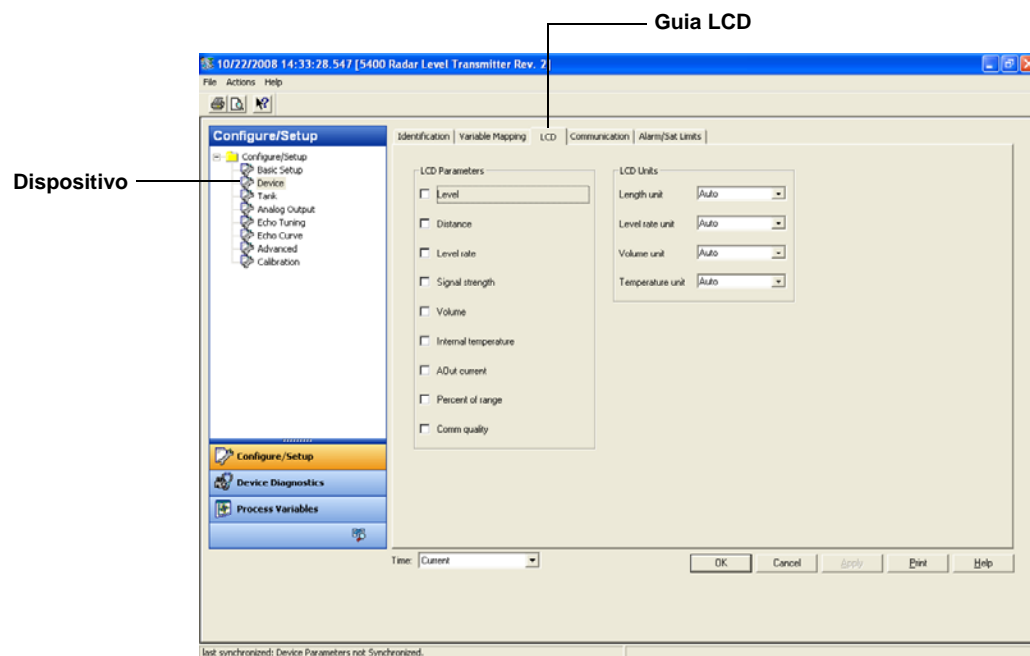 Guia LCD
10/22/2008 14:33:28.547 [5400 Radar Level Transmitter Rev. 2]
File Actions Help
Configure/Setup
Identification Variable Mapping LCD Communication Alarm/Sat Limits
Configure/Setup
Basic Setup
Dispositivo
Device
Tank
Analog Output
Echo Tuning
Echo Curve
Advanced
Calibration
LCD Parameters
Level
Distance
Level rate
Signal strength
Volume
Internal temperature
AOut current
Percent of range
Comm quality
LCD Units
Length unit Auto
Level rate unit Auto
Volume unit Auto
Temperature unit Auto
Configure/Setup
Device Diagnostics
Process Variables
Time: Current
OK Cancel Apply Print Help
last synchronized: Device Parameters not Synchronized.